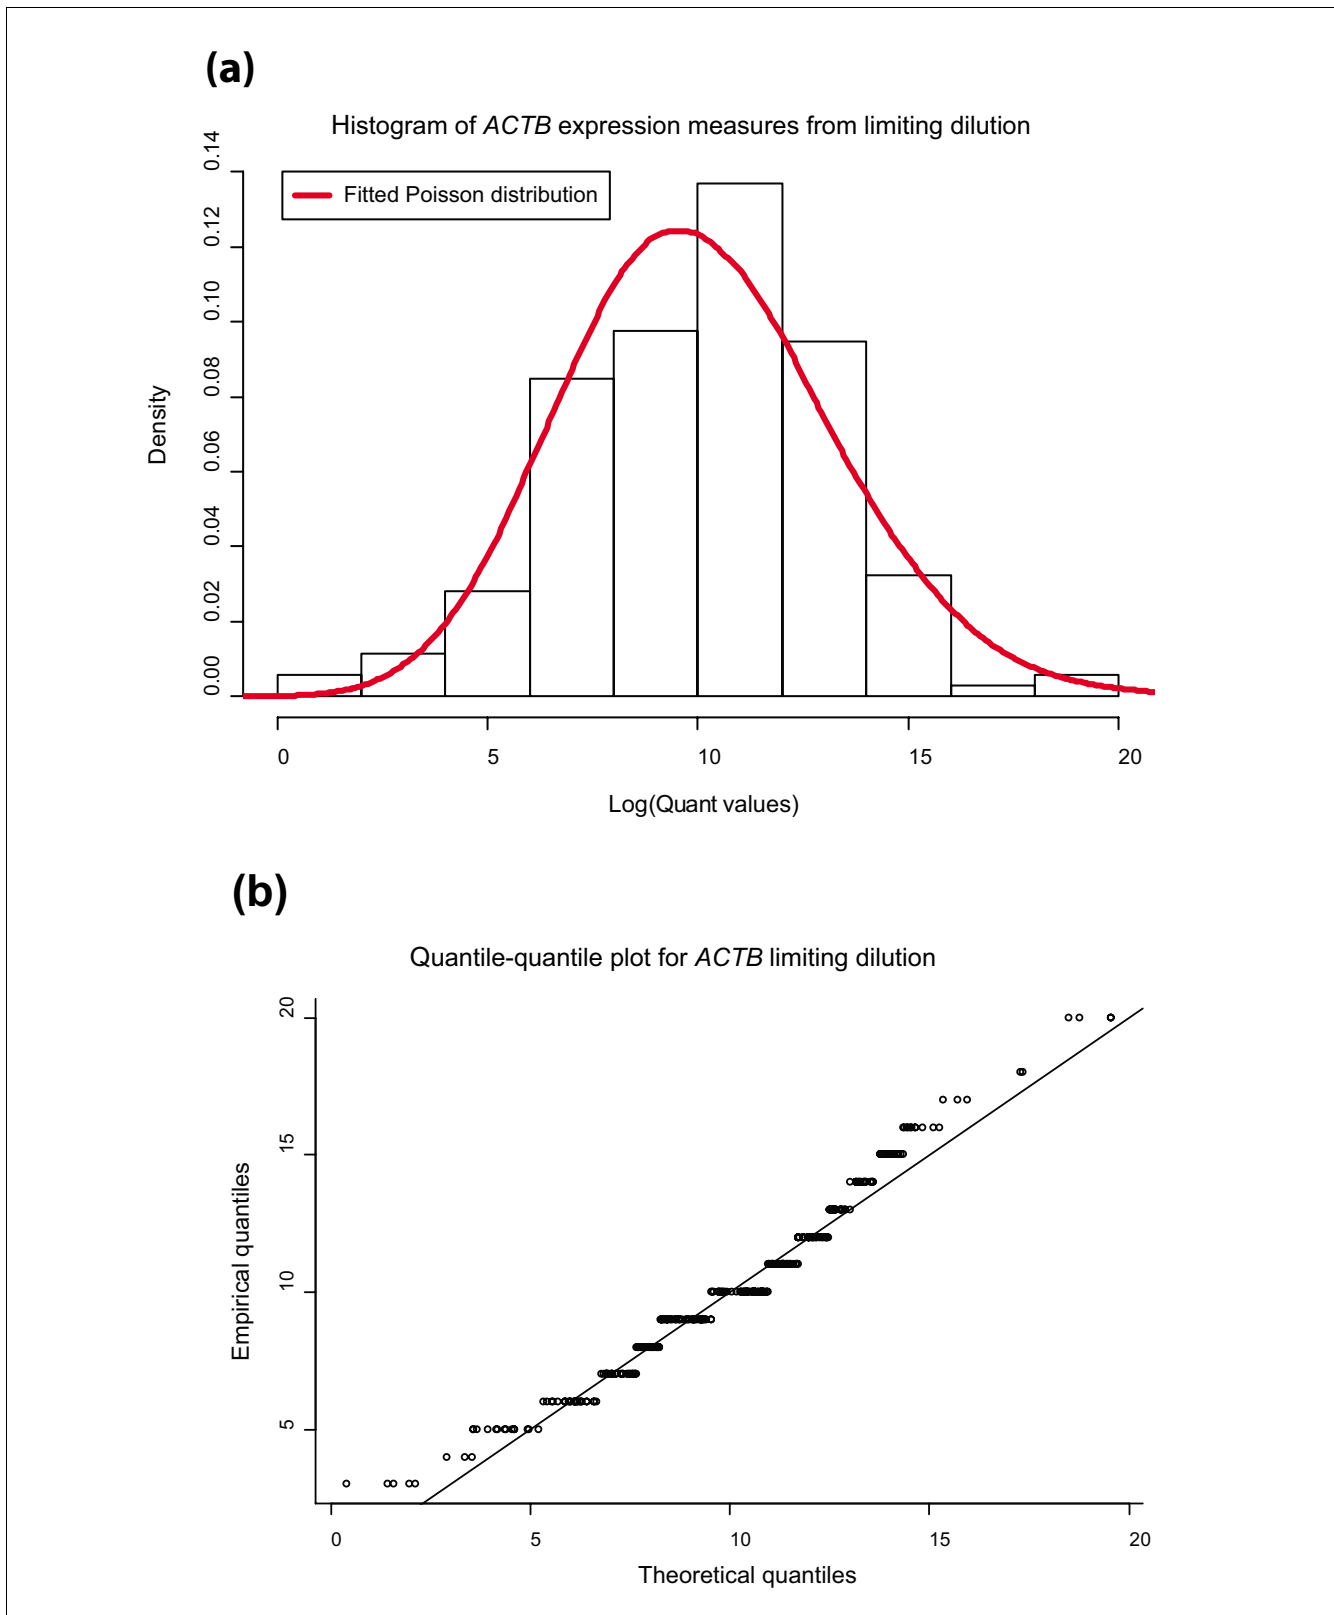 (a)
Histogram of ACTB expression measures from limiting dilution
Fitted Poisson distribution
Density
0.14
0.12
0.10
0.08
0.06
0.04
0.02
0.00
0 5 10 15 20
Log(Quant values)
(b)
Quantile-quantile plot for ACTB limiting dilution
Empirical quantiles
20
15
10
5
0 5 10 15 20
Theoretical quantiles